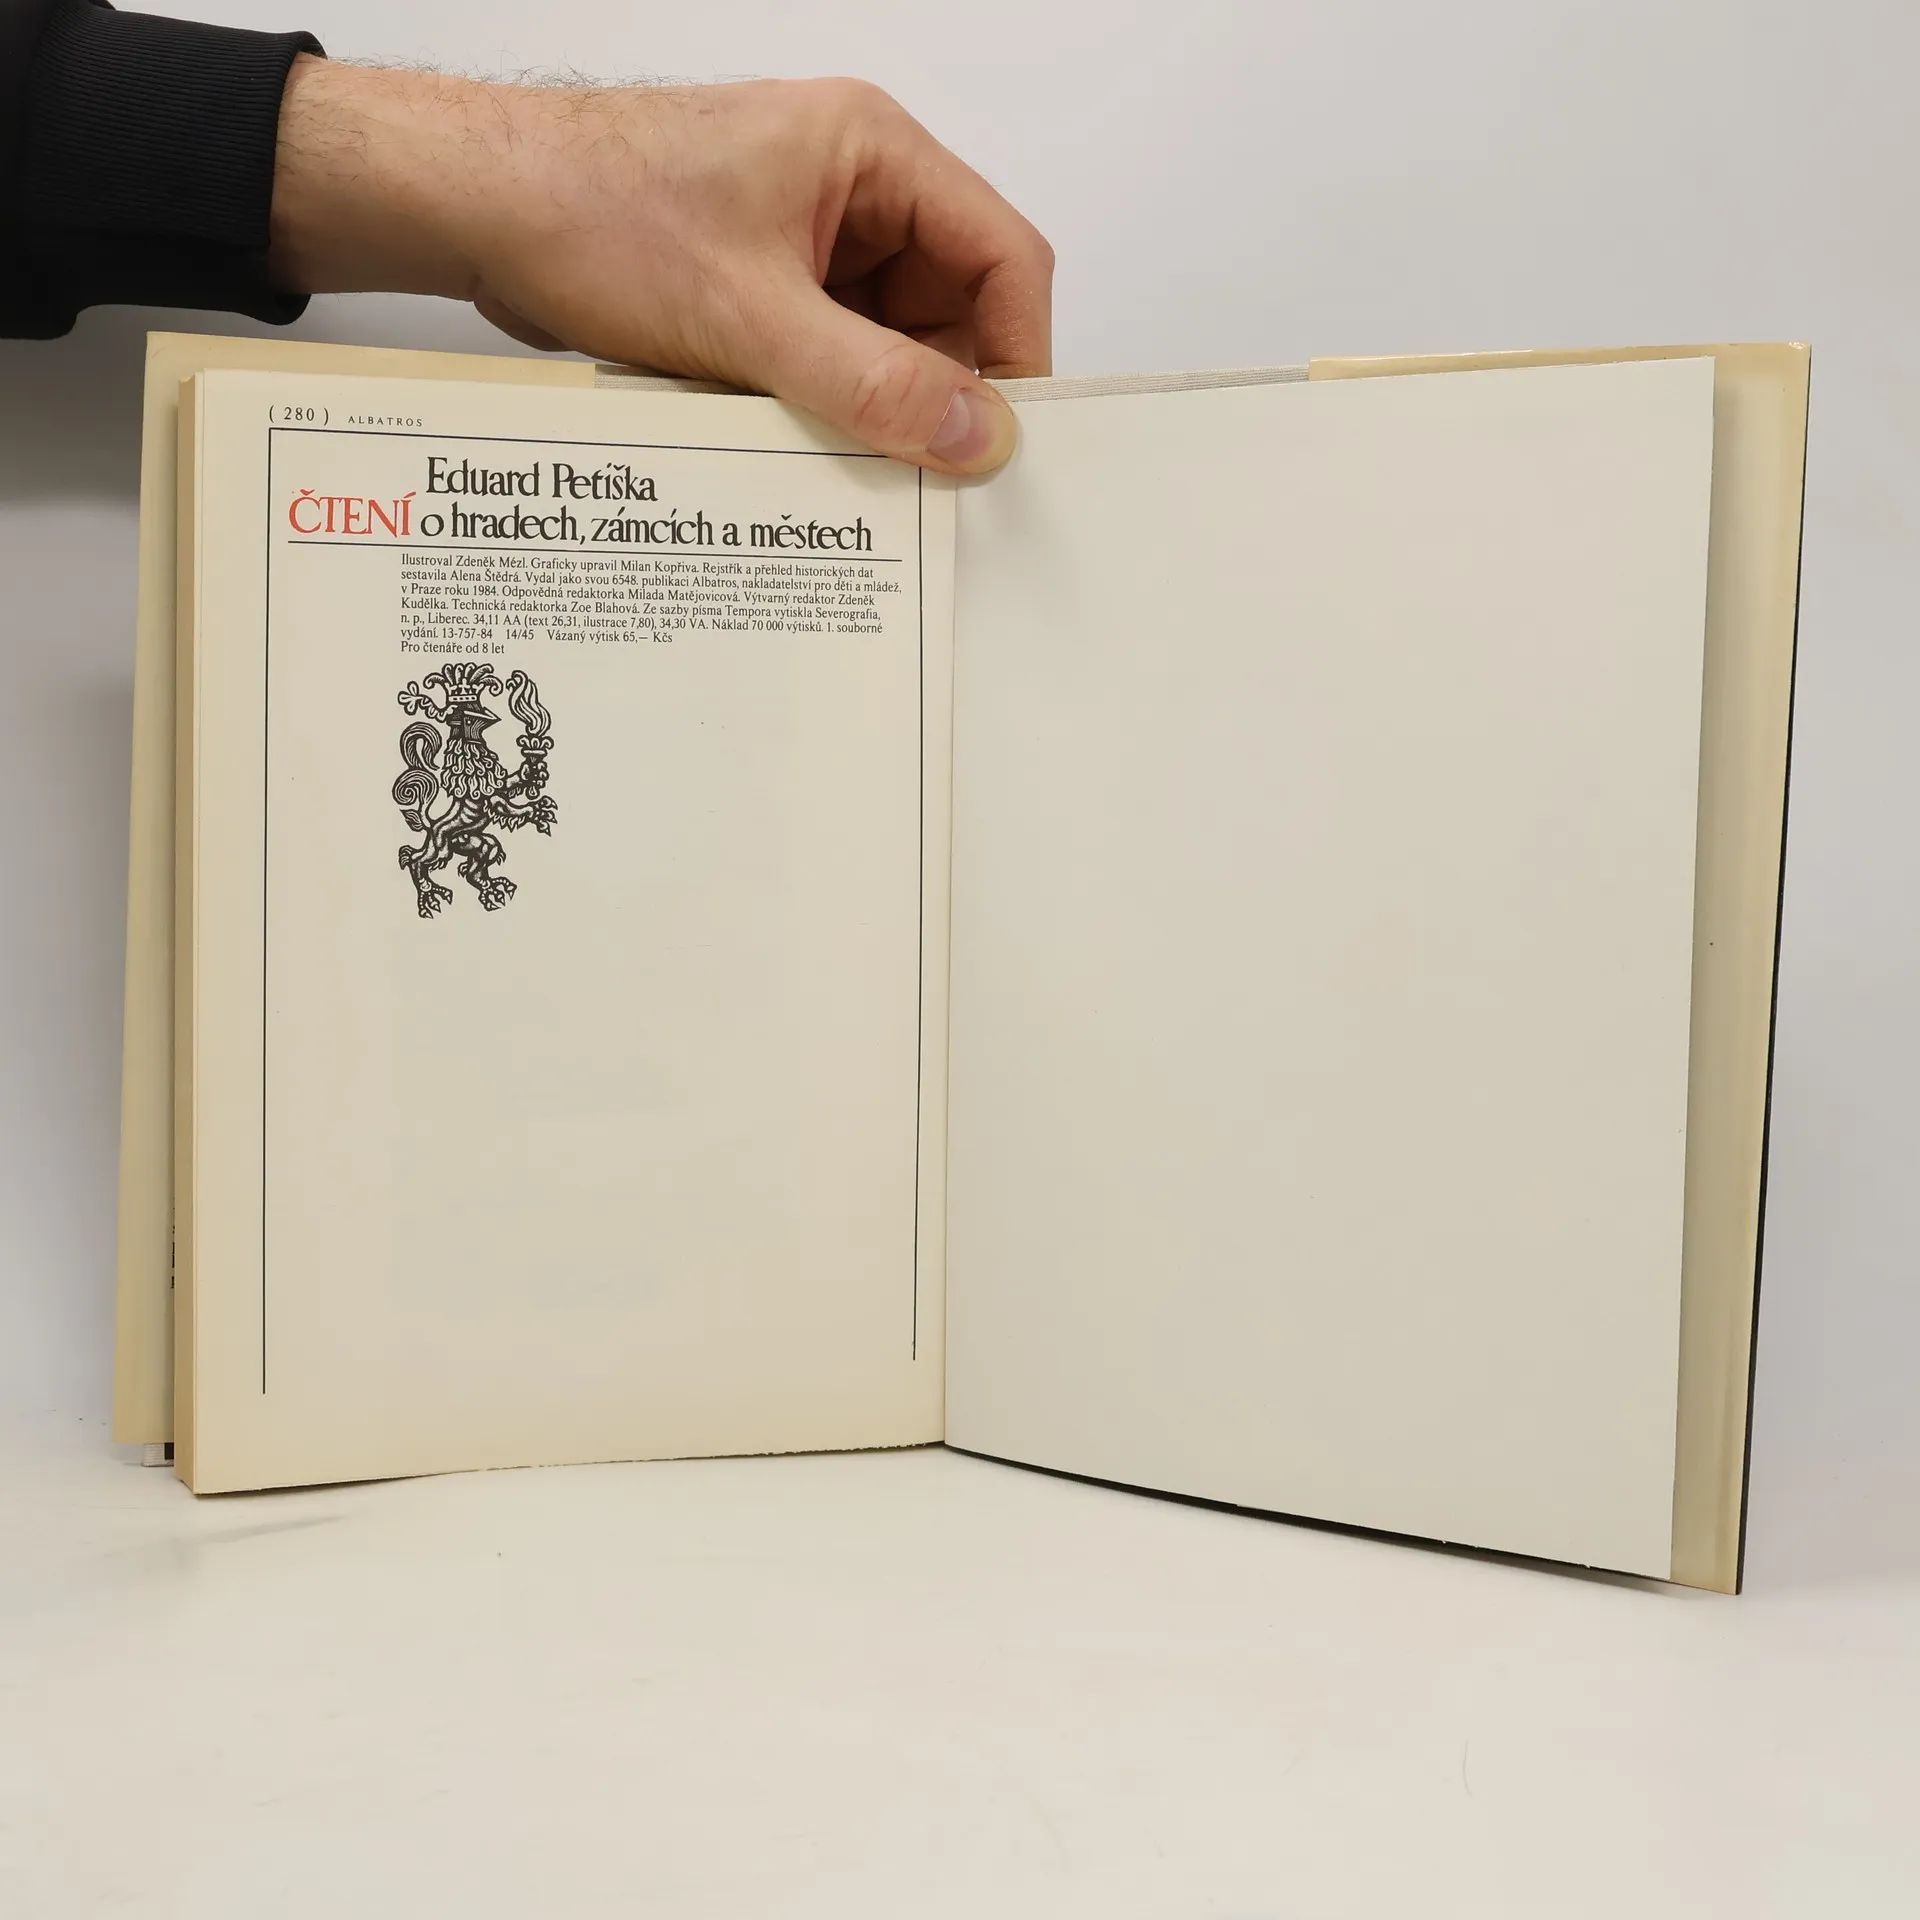 ( 280 ) ALBATROS
Eduard Petiška
ČTENÍ o hradech, zámcích a městech
Ilustroval Zdeněk Mézl. Graficky upravil Milan Kopřiva. Rejstřík a přehled historických dat
sestavila Alena Štědrá. Vydal jako svou 6548. publikaci Albatros, nakladatelství pro děti a mládež,
v Praze roku 1984. Odpovědná redaktorka Milada Matějovicová. Výtvarný redaktor Zdeněk
Kudělka. Technická redaktorka Zoe Blahová. Ze sazby písma Tempora vytiskla Severografia,
n. p., Liberec. 34,11 AA (text 26,31, ilustrace 7,80), 34,30 VA. Náklad 70 000 výtisků. 1. souborné
vydání. 13-757-84 14/45 Vázaný výtisk 65,— Kčs
Pro čtenáře od 8 let